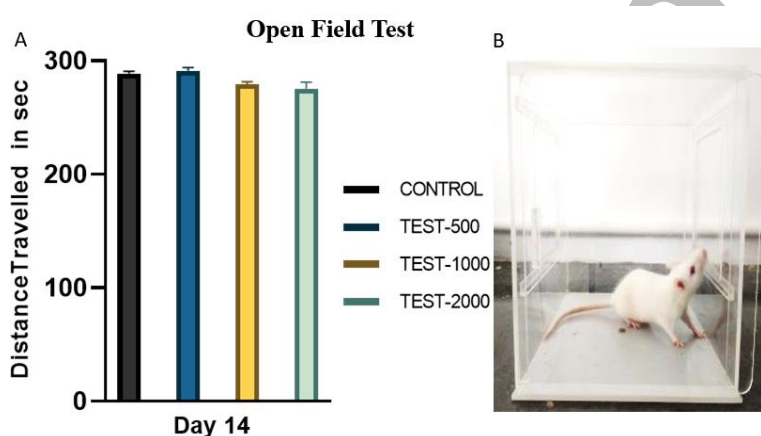 Open Field Test
A
B
DistanceTravelled in sec
300
200
100
0
Day 14
CONTROL
TEST-500
TEST-1000
TEST-2000